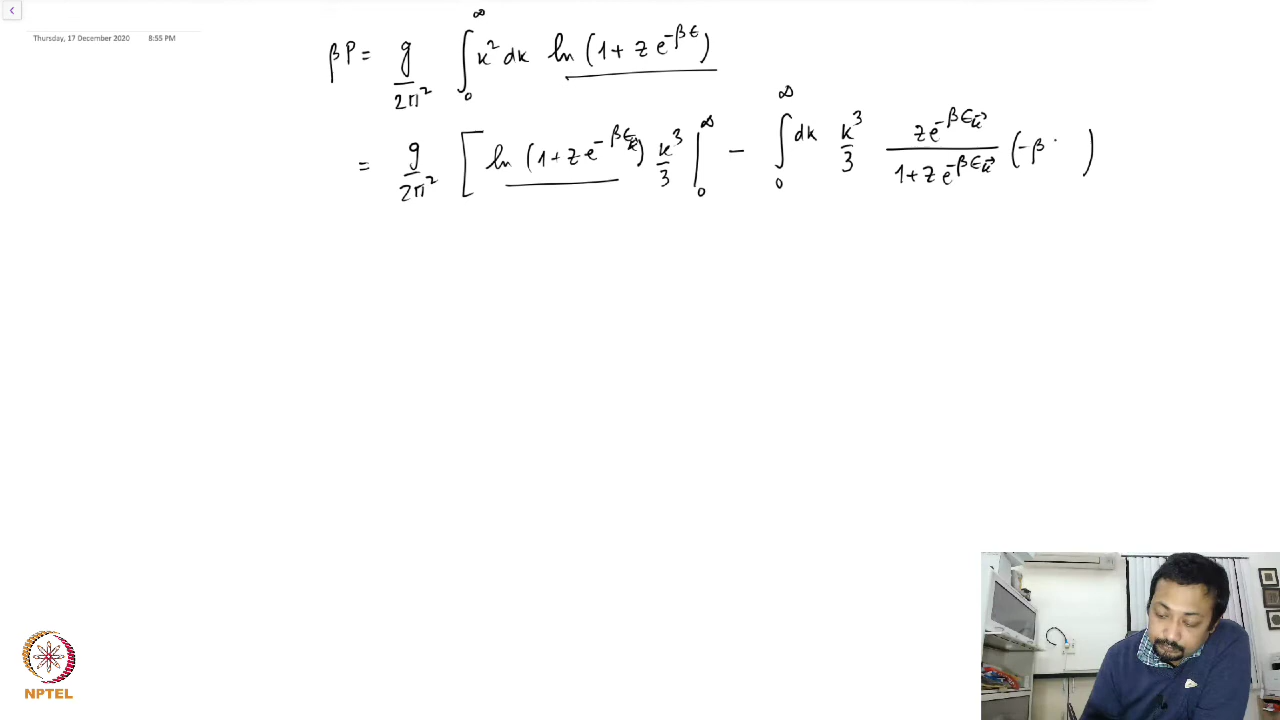 Thursday, 17 December 2020 8:55 PM
βP = g/2π² ∫₀^∞ k² dk ln (1 + z e^{-βϵ})
= g/2π² [ ln (1 + z e^{-βϵ_k}) k³/3 |₀^∞ − ∫₀^∞ dk k³/3 z e^{-βϵ_k⃗} / 1 + z e^{-βϵ_k⃗} (-β )
NPTEL